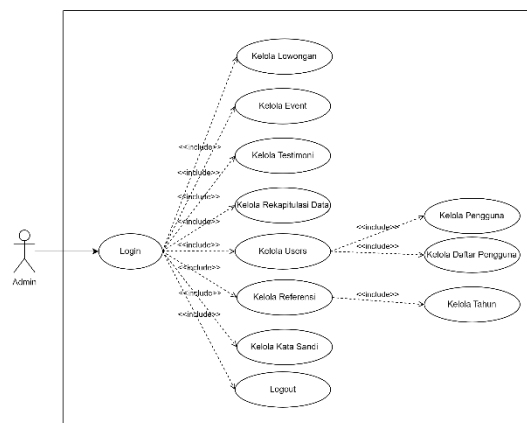 Kelola Lowongan
Kelola Event
<<include>>
Kelola Testimoni
<<include>>
<<include>>
Kelola Rekapitulasi Data
<<include>>
Kelola Pengguna
<<include>>
Admin
Login
<<include>>
Kelola Users
<<include>>
Kelola Daftar Pengguna
<<include>>
Kelola Referensi
<<include>>
Kelola Tahun
<<include>>
<<include>>
Kelola Kata Sandi
Logout